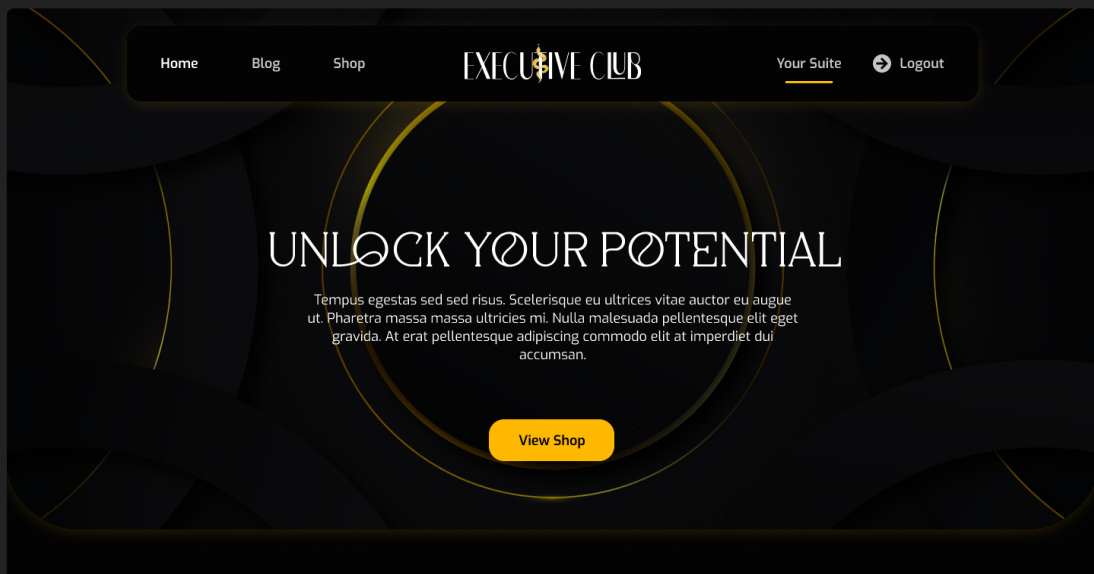 Home
Blog
Shop
EXECUTIVE CLUB
Your Suite
Logout
UNLOCK YOUR POTENTIAL
Tempus egestas sed sed risus. Scelerisque eu ultrices vitae auctor eu augue
ut. Pharetra massa massa ultricies mi. Nulla malesuada pellentesque elit eget
gravida. At erat pellentesque adipiscing commodo elit at imperdiet dui
accumsan.
View Shop